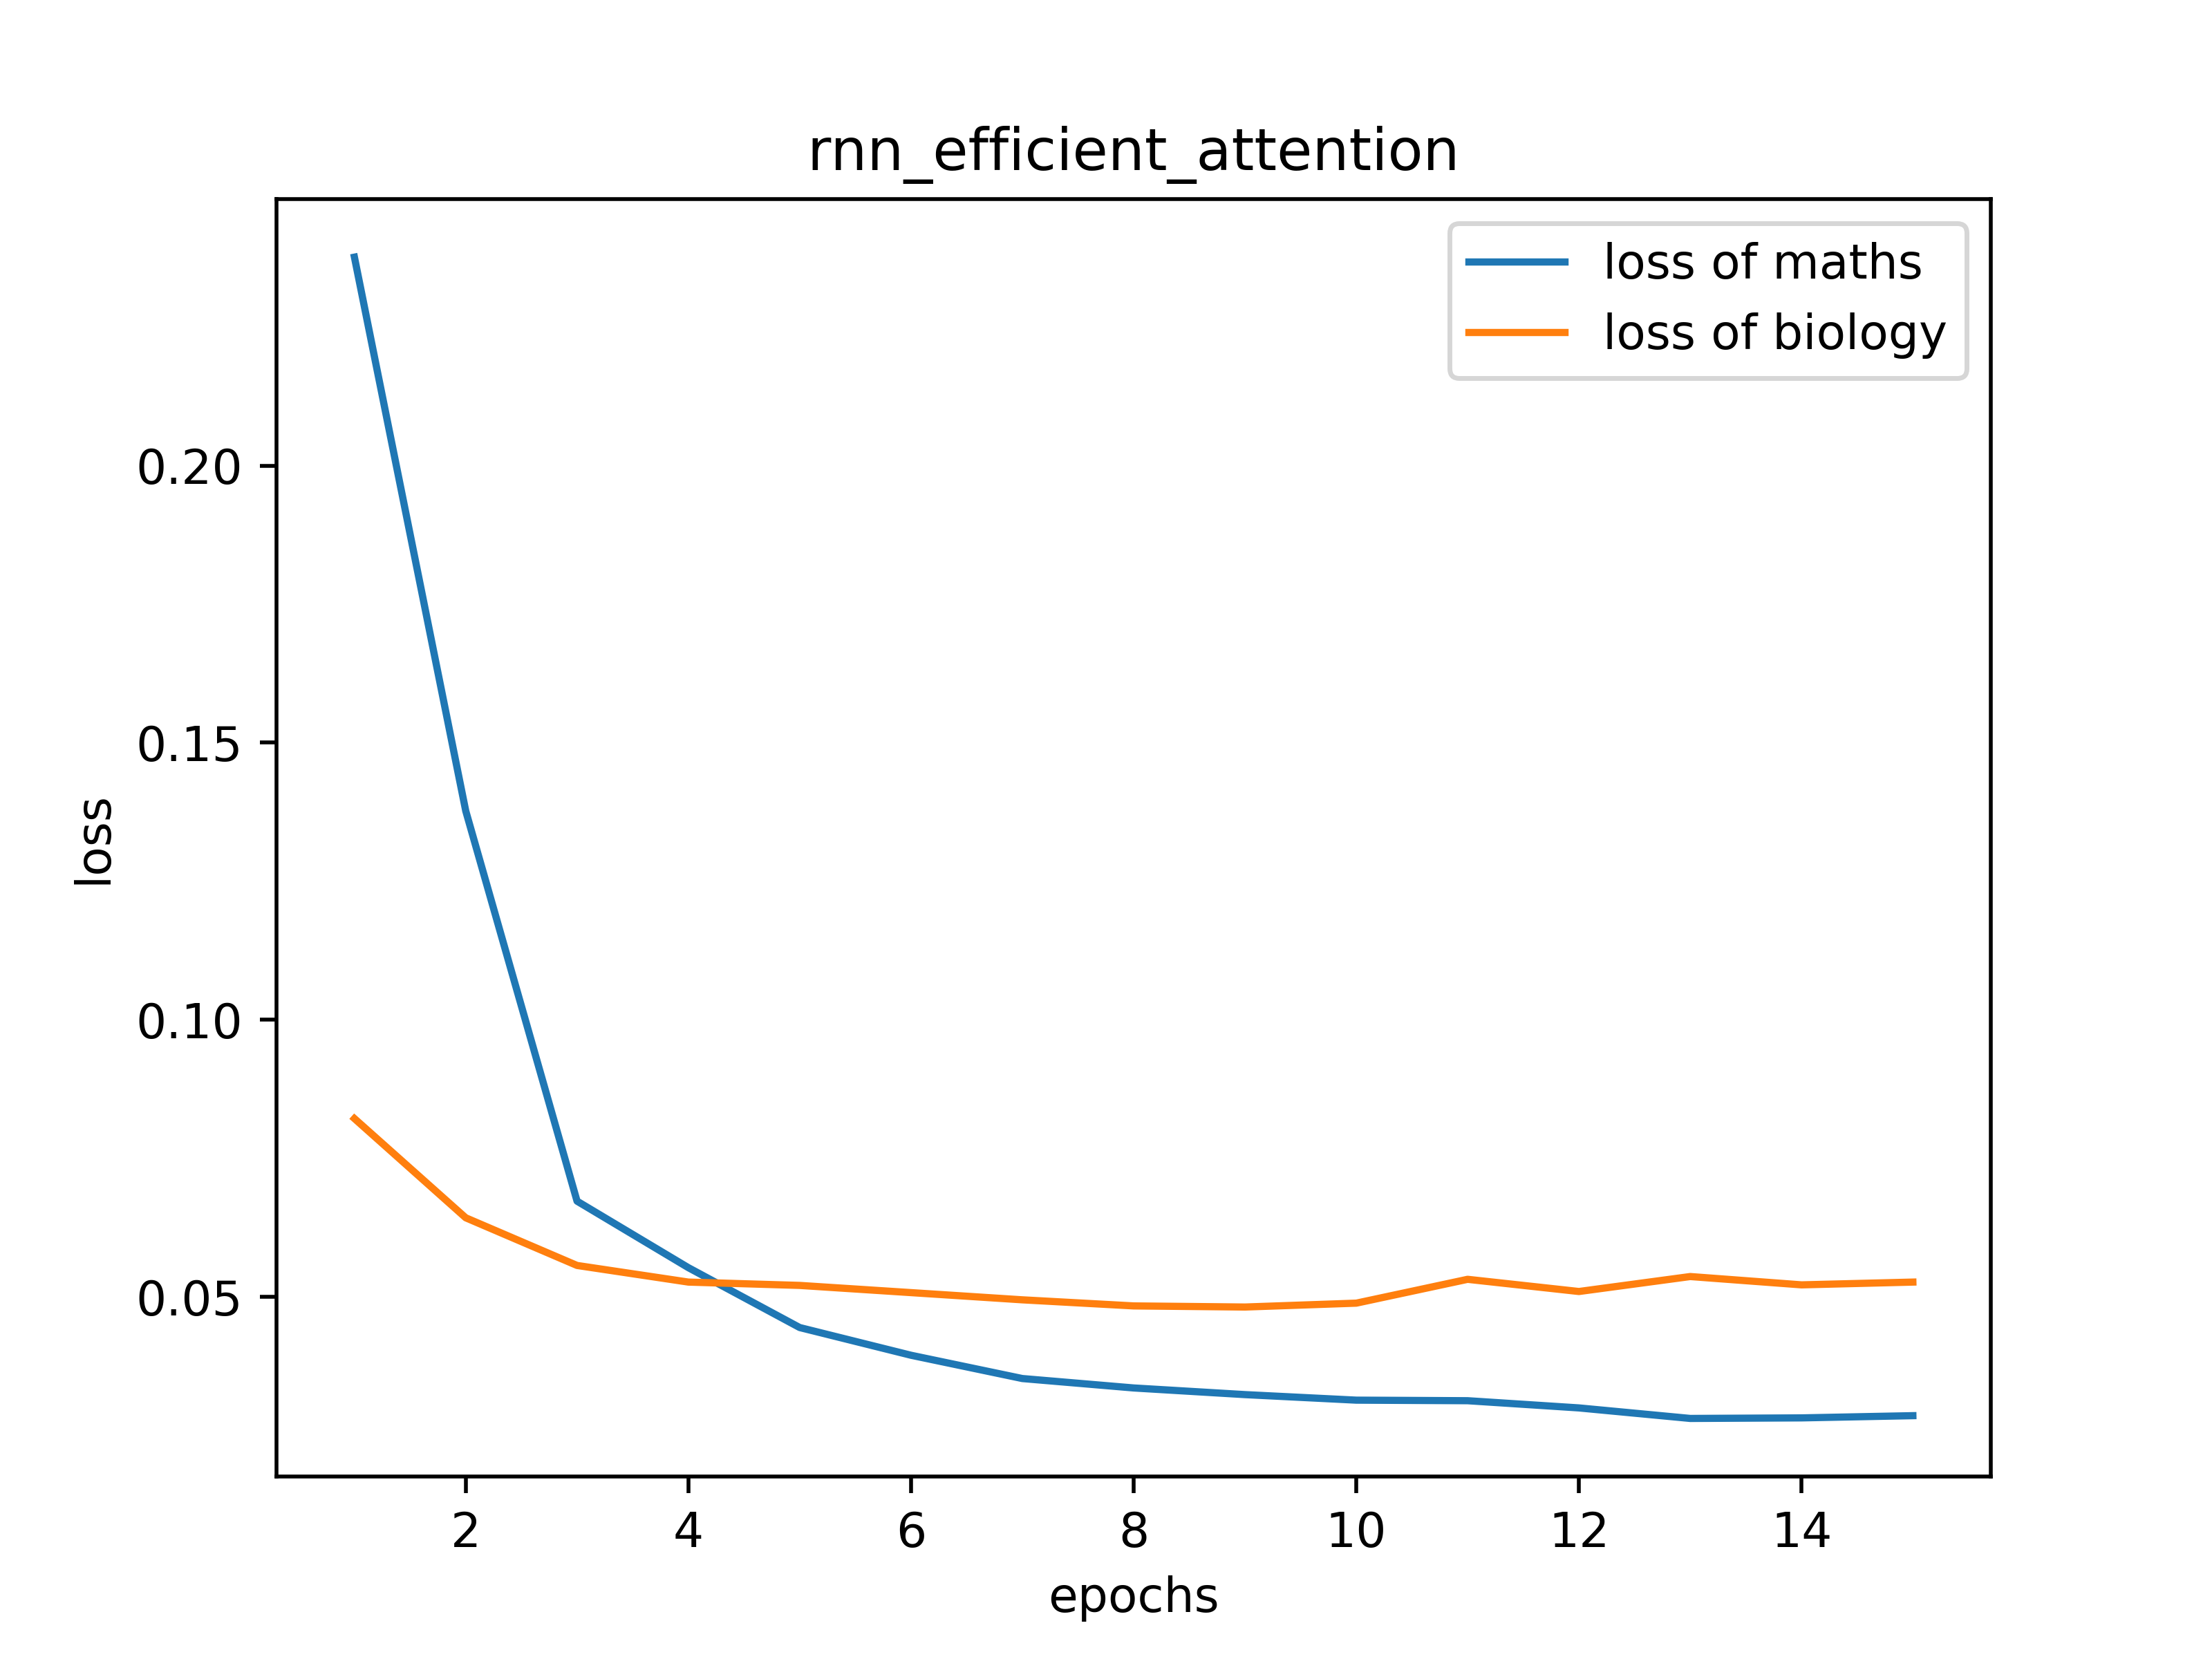 rnn_efficient_attention
loss of maths
loss of biology
0.20
0.15
0.10
0.05
loss
2 4 6 8 10 12 14
epochs